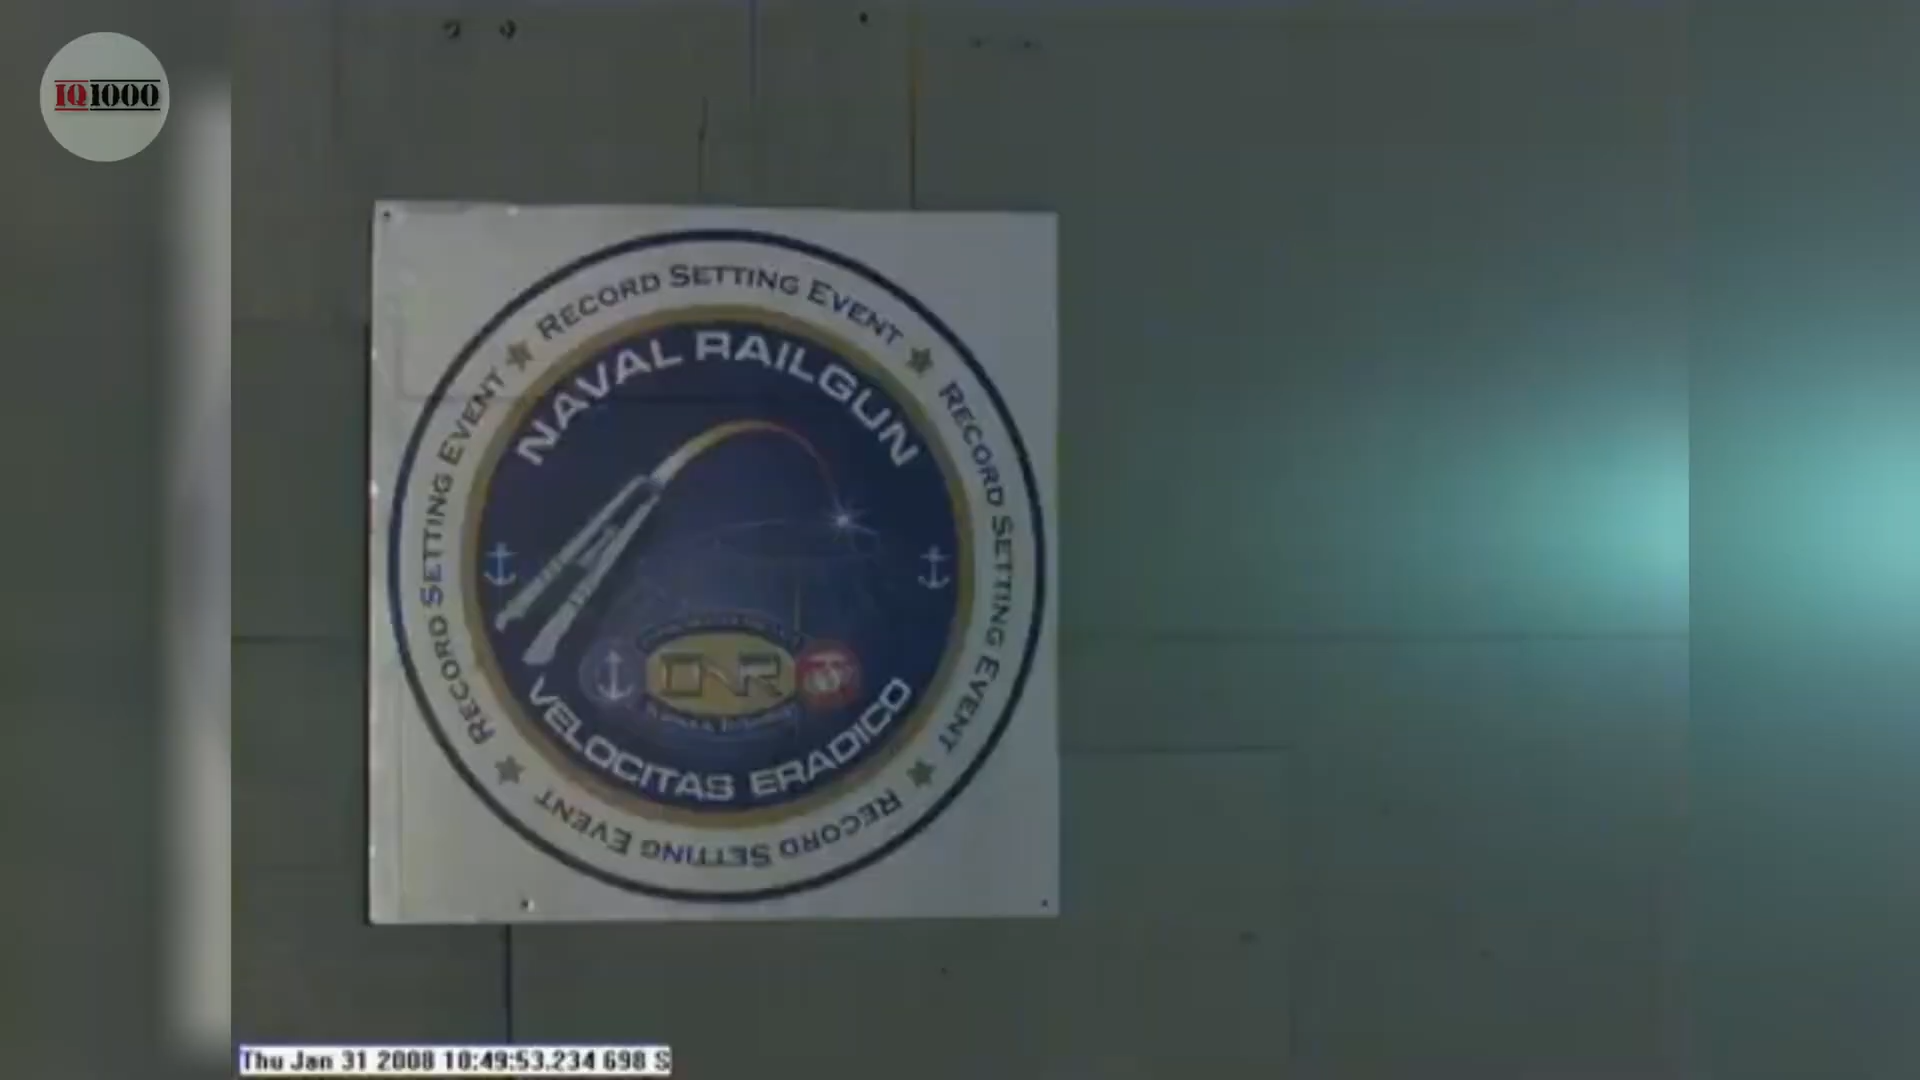 IQ1000
RECORD SETTING EVENT
RECORD SETTING EVENT
RECORD SETTING EVENT
RECORD SETTING EVENT
NAVAL RAILGUN
ONR
VELOCITAS ERADICO
Thu Jan 31 2008 10:49:53.234 698 S